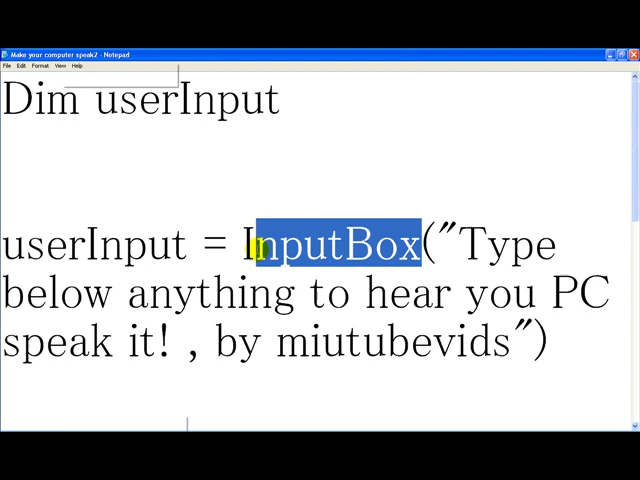 Make your computer speak2 - Notepad
File Edit Format View Help
Dim userInput
userInput = InputBox("Type
below anything to hear you PC
speak it! , by miutubevids")